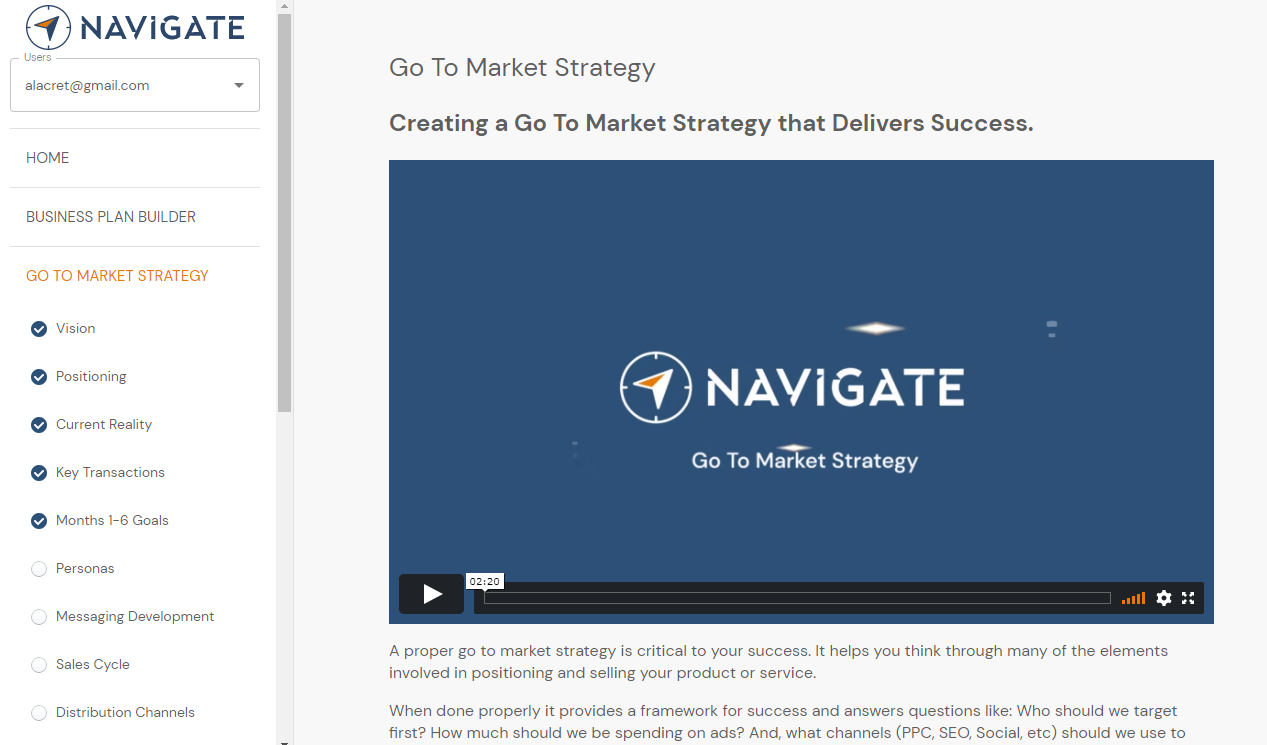 NAVIGATE
Users
alacret@gmail.com
HOME
BUSINESS PLAN BUILDER
GO TO MARKET STRATEGY
Vision
Positioning
Current Reality
Key Transactions
Months 1-6 Goals
Personas
Messaging Development
Sales Cycle
Distribution Channels
Go To Market Strategy
Creating a Go To Market Strategy that Delivers Success.
NAVIGATE
Go To Market Strategy
02:20
A proper go to market strategy is critical to your success. It helps you think through many of the elements
involved in positioning and selling your product or service.
When done properly it provides a framework for success and answers questions like: Who should we target
first? How much should we be spending on ads? And, what channels (PPC, SEO, Social, etc) should we use to